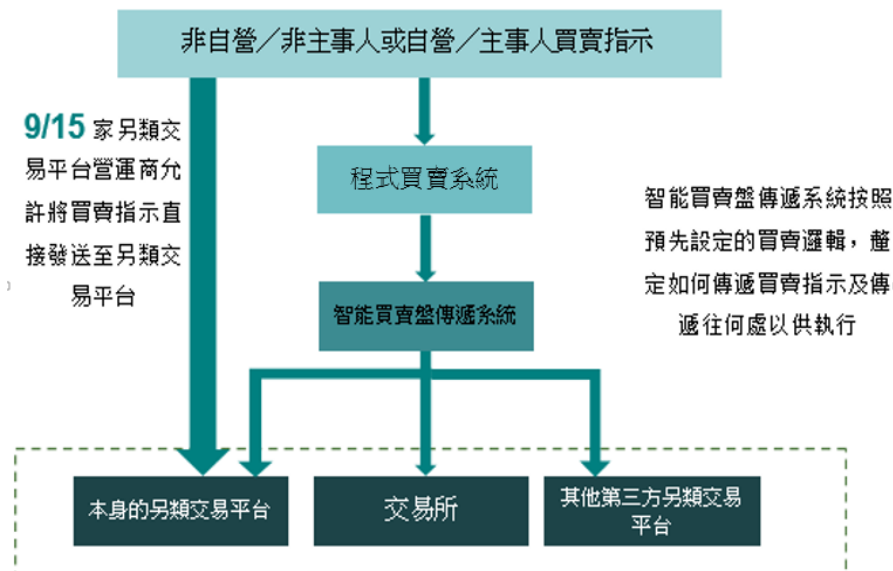 非自營／非主事人或自營／主事人買賣指示
9/15 家另類交
易平台營運商允
許將買賣指示直
接發送至另類交
易平台
程式買賣系統
智能買賣盤傳遞系統按照
預先設定的買賣邏輯，釐
定如何傳遞買賣指示及傳
遞往何處以供執行
智能買賣盤傳遞系統
本身的另類交易平台
交易所
其他第三方另類交易
平台